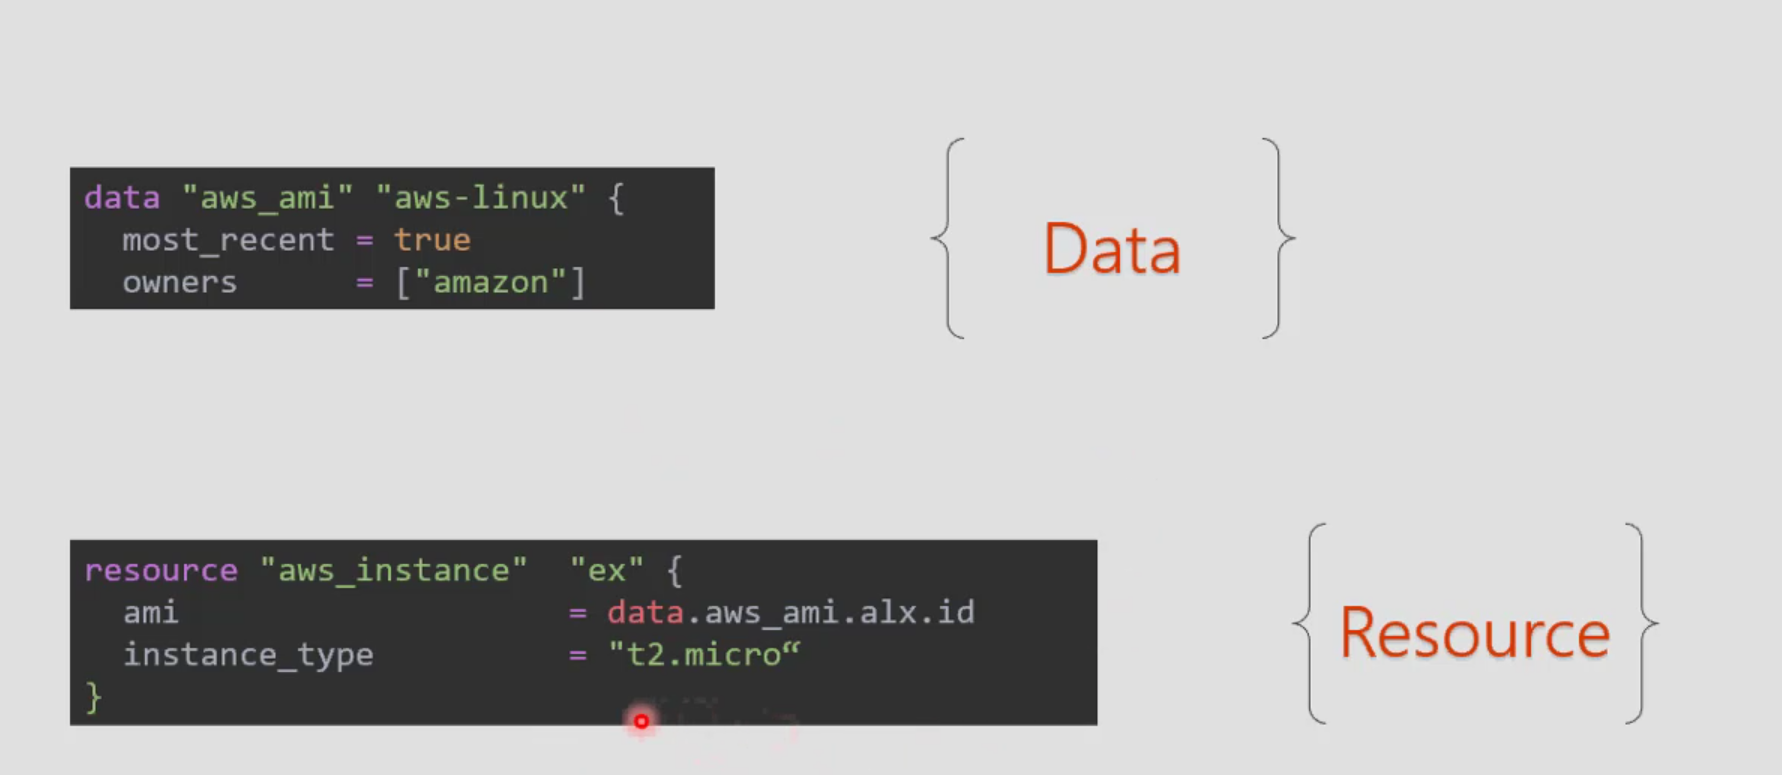 data "aws_ami" "aws-linux" {
most_recent = true
owners = ["amazon"]
Data
resource "aws_instance" "ex" {
ami = data.aws_ami.alx.id
instance_type = "t2.micro“
}
Resource